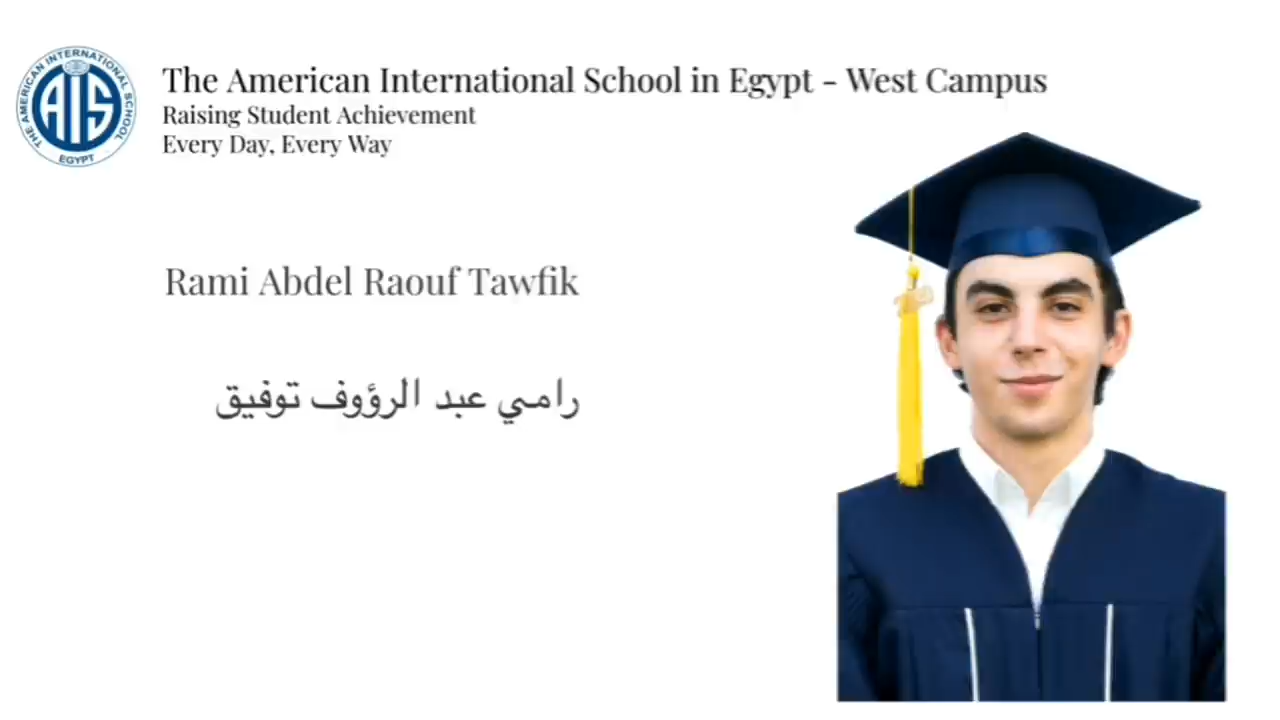 THE AMERICAN INTERNATIONAL SCHOOL
AIS
EGYPT
The American International School in Egypt - West Campus
Raising Student Achievement
Every Day, Every Way
Rami Abdel Raouf Tawfik
رامي عبد الرؤوف توفيق